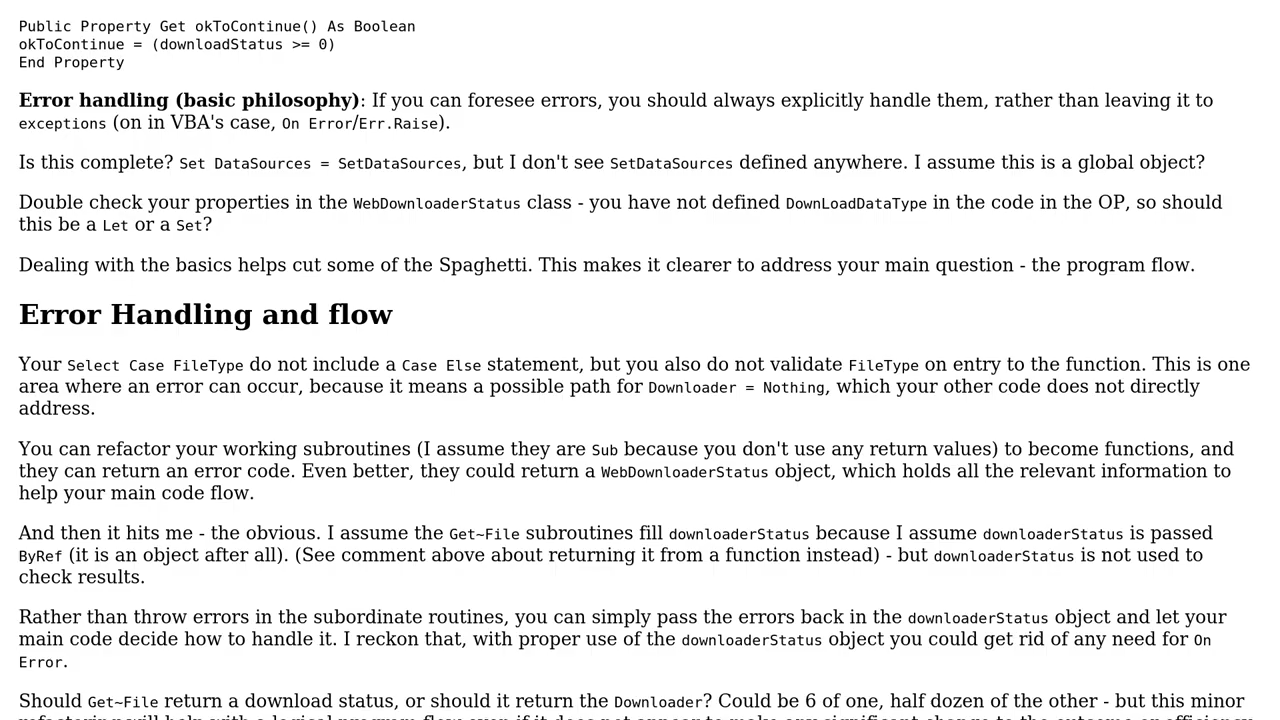 Public Property Get okToContinue() As Boolean
okToContinue = (downloadStatus >= 0)
End Property
Error handling (basic philosophy): If you can foresee errors, you should always explicitly handle them, rather than leaving it to
exceptions (on in VBA's case, On Error/Err.Raise).
Is this complete? Set DataSources = SetDataSources, but I don't see SetDataSources defined anywhere. I assume this is a global object?
Double check your properties in the WebDownloaderStatus class - you have not defined DownLoadDataType in the code in the OP, so should
this be a Let or a Set?
Dealing with the basics helps cut some of the Spaghetti. This makes it clearer to address your main question - the program flow.
Error Handling and flow
Your Select Case FileType do not include a Case Else statement, but you also do not validate FileType on entry to the function. This is one
area where an error can occur, because it means a possible path for Downloader = Nothing, which your other code does not directly
address.
You can refactor your working subroutines (I assume they are Sub because you don't use any return values) to become functions, and
they can return an error code. Even better, they could return a WebDownloaderStatus object, which holds all the relevant information to
help your main code flow.
And then it hits me - the obvious. I assume the Get~File subroutines fill downloaderStatus because I assume downloaderStatus is passed
ByRef (it is an object after all). (See comment above about returning it from a function instead) - but downloaderStatus is not used to
check results.
Rather than throw errors in the subordinate routines, you can simply pass the errors back in the downloaderStatus object and let your
main code decide how to handle it. I reckon that, with proper use of the downloaderStatus object you could get rid of any need for On
Error.
Should Get~File return a download status, or should it return the Downloader? Could be 6 of one, half dozen of the other - but this minor